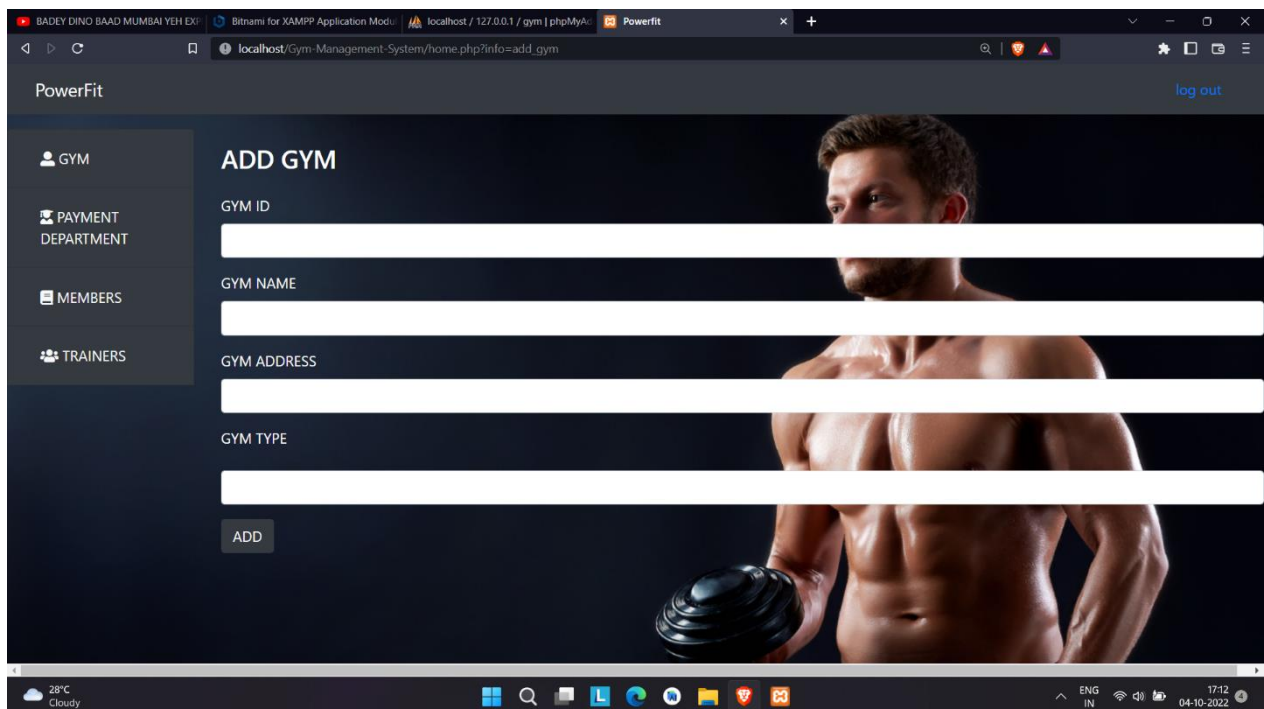 BADEY DINO BAAD MUMBAI YEH EXP
Bitnami for XAMPP Application Modul
localhost / 127.0.0.1 / gym | phpMyAd
Powerfit
localhost/Gym-Management-System/home.php?info=add_gym
PowerFit
log out
GYM
PAYMENT
DEPARTMENT
MEMBERS
TRAINERS
ADD GYM
GYM ID
GYM NAME
GYM ADDRESS
GYM TYPE
ADD
28°C
Cloudy
L
ENG
IN
17:12
04-10-2022
4